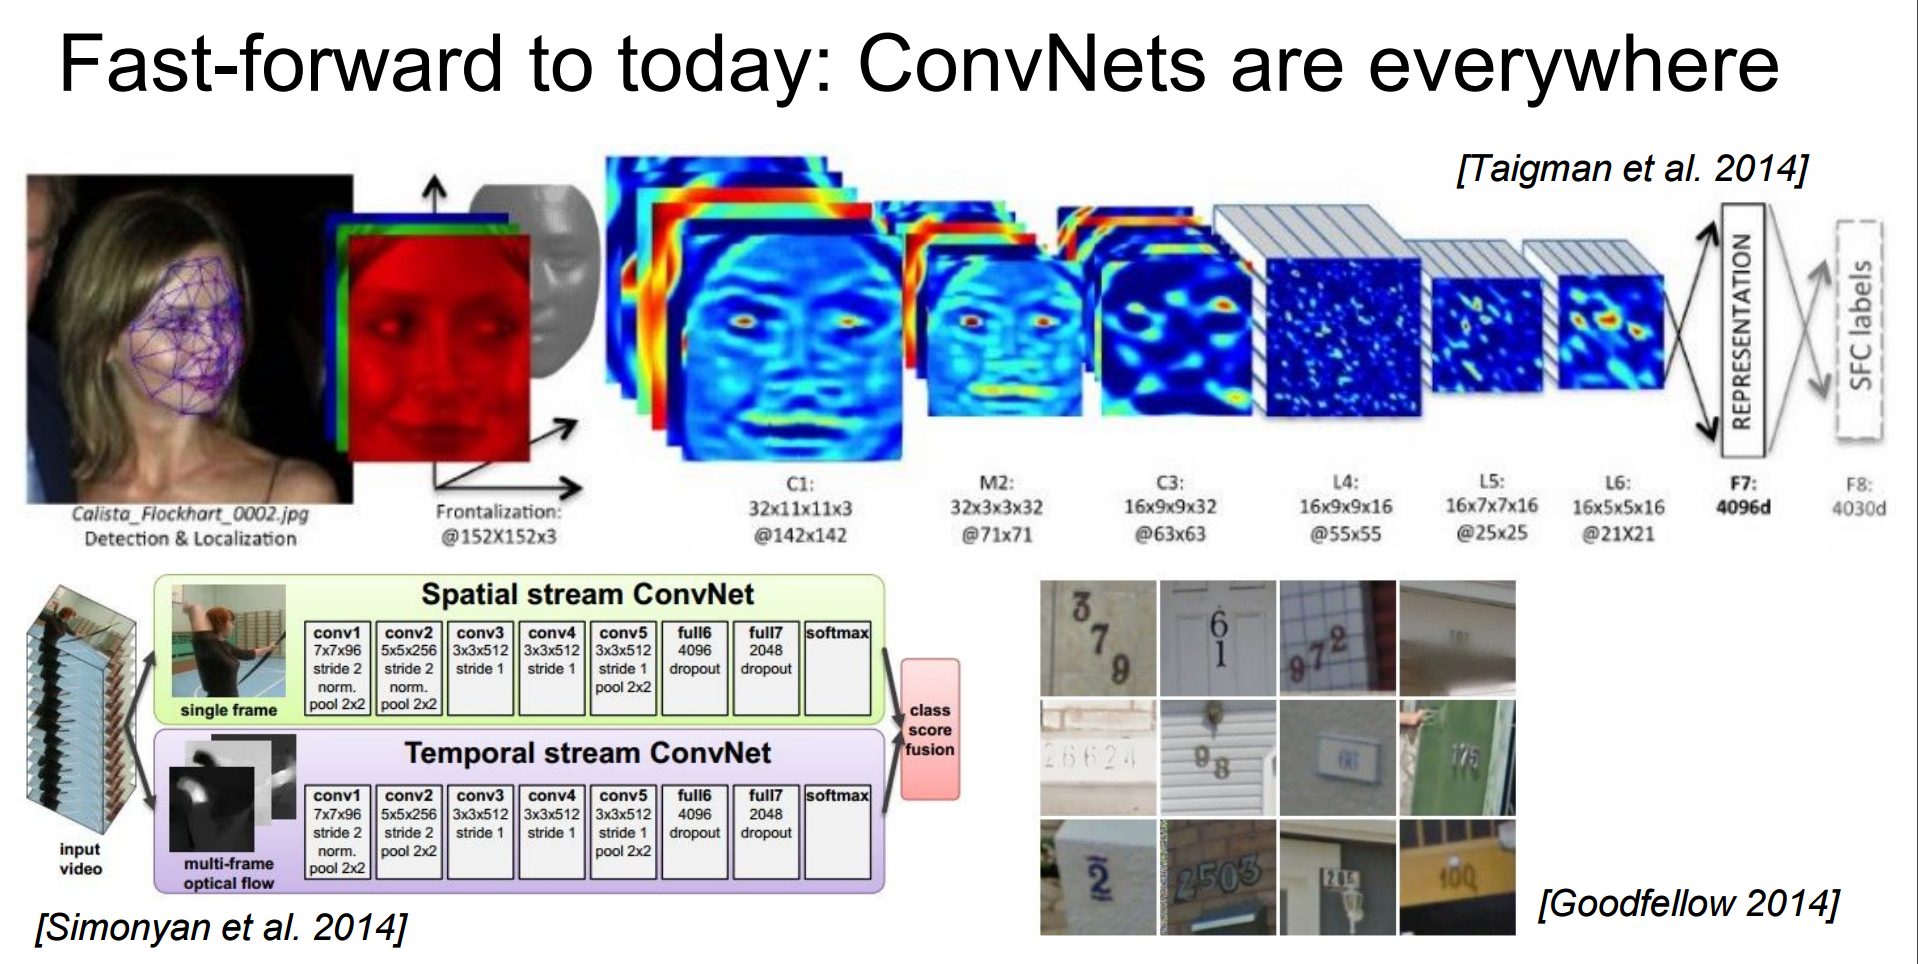 Fast-forward to today: ConvNets are everywhere
[Taigman et al. 2014]
Calista_Flockhart_0002.jpg
Detection & Localization
Frontalization:
@152X152x3
C1:
32x11x11x3
@142x142
M2:
32x3x3x32
@71x71
C3:
16x9x9x32
@63x63
L4:
16x9x9x16
@55x55
L5:
16x7x7x16
@25x25
L6:
16x5x5x16
@21X21
REPRESENTATION
F7:
4096d
SFC labels
F8:
4030d
input
video
Spatial stream ConvNet
single frame
conv1
7x7x96
stride 2
norm.
pool 2x2
conv2
5x5x256
stride 2
norm.
pool 2x2
conv3
3x3x512
stride 1
conv4
3x3x512
stride 1
conv5
3x3x512
stride 1
pool 2x2
full6
4096
dropout
full7
2048
dropout
softmax
Temporal stream ConvNet
multi-frame
optical flow
conv1
7x7x96
stride 2
norm.
pool 2x2
conv2
5x5x256
stride 2
pool 2x2
conv3
3x3x512
stride 1
conv4
3x3x512
stride 1
conv5
3x3x512
stride 1
pool 2x2
full6
4096
dropout
full7
2048
dropout
softmax
class
score
fusion
[Simonyan et al. 2014]
379
61
972
26624
98
66
175
2
2503
205
100
[Goodfellow 2014]